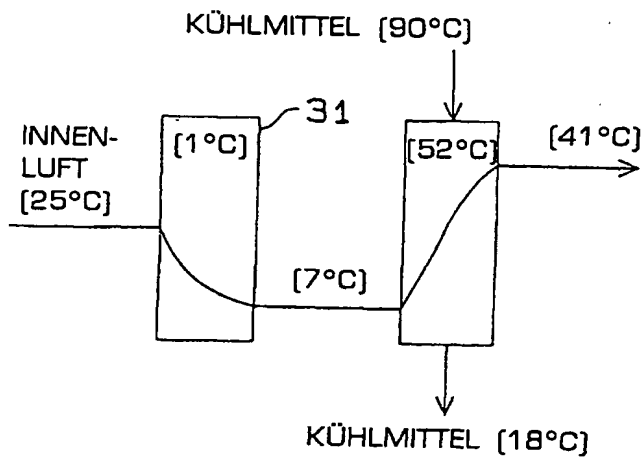 KÜHLMITTEL [90°C]
31
INNEN-
LUFT
[25°C]
[1°C]
[52°C]
[41°C]
[7°C]
KÜHLMITTEL [18°C]